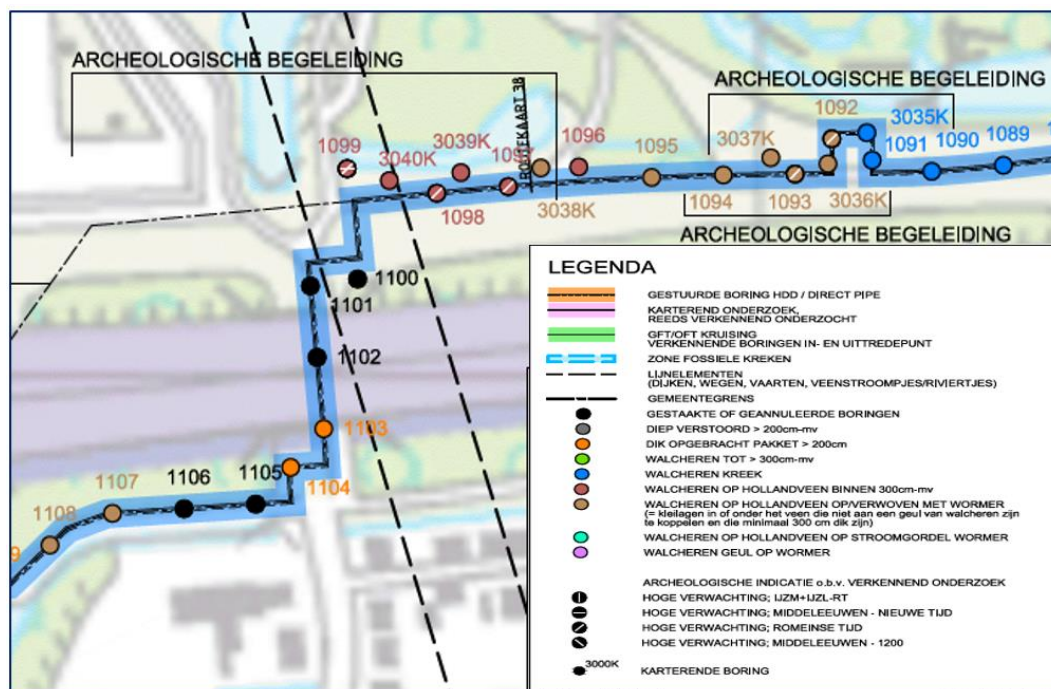 ARCHEOLOGISCHE BEGELEIDING
ROUTEKAART 38
ARCHEOLOGISCHE BEGELEIDING
1099
3040K
3039K
1098
1097
3038K
1096
1095
1094
3037K
1093
1092
3036K
3035K
1091
1090
1089
ARCHEOLOGISCHE BEGELEIDING
1100
1101
1102
1103
1104
1105
1106
1107
1108
9
LEGENDA
GESTUURDE BORING HDD / DIRECT PIPE
KARTEREND ONDERZOEK,
REEDS VERKENNEND ONDERZOCHT
GFT/OFT KRUISING
VERKENNENDE BORINGEN IN- EN UITTREDEPUNT
ZONE FOSSIELE KREKEN
LIJNELEMENTEN
(DIJKEN, WEGEN, VAARTEN, VEENSTROOMPJES/RIVIERTJES)
GEMEENTEGRENS
GESTAAKTE OF GEANNULEERDE BORINGEN
DIEP VERSTOORD > 200cm-mv
DIK OPGEBRACHT PAKKET > 200cm
WALCHEREN TOT > 300cm-mv
WALCHEREN KREEK
WALCHEREN OP HOLLANDVEEN BINNEN 300cm-mv
WALCHEREN OP HOLLANDVEEN OP/VERWOVEN MET WORMER
(= kleilagen in of onder het veen die niet aan een geul van walcheren zijn
te koppelen en die minimaal 300 cm dik zijn)
WALCHEREN OP HOLLANDVEEN OP STROOMGORDEL WORMER
WALCHEREN GEUL OP WORMER
ARCHEOLOGISCHE INDICATIE o.b.v. VERKENNEND ONDERZOEK
HOGE VERWACHTING; IJZM+IJZL-RT
HOGE VERWACHTING; MIDDELEEUWEN - NIEUWE TIJD
HOGE VERWACHTING; ROMEINSE TIJD
HOGE VERWACHTING; MIDDELEEUWEN - 1200
3000K
KARTERENDE BORING